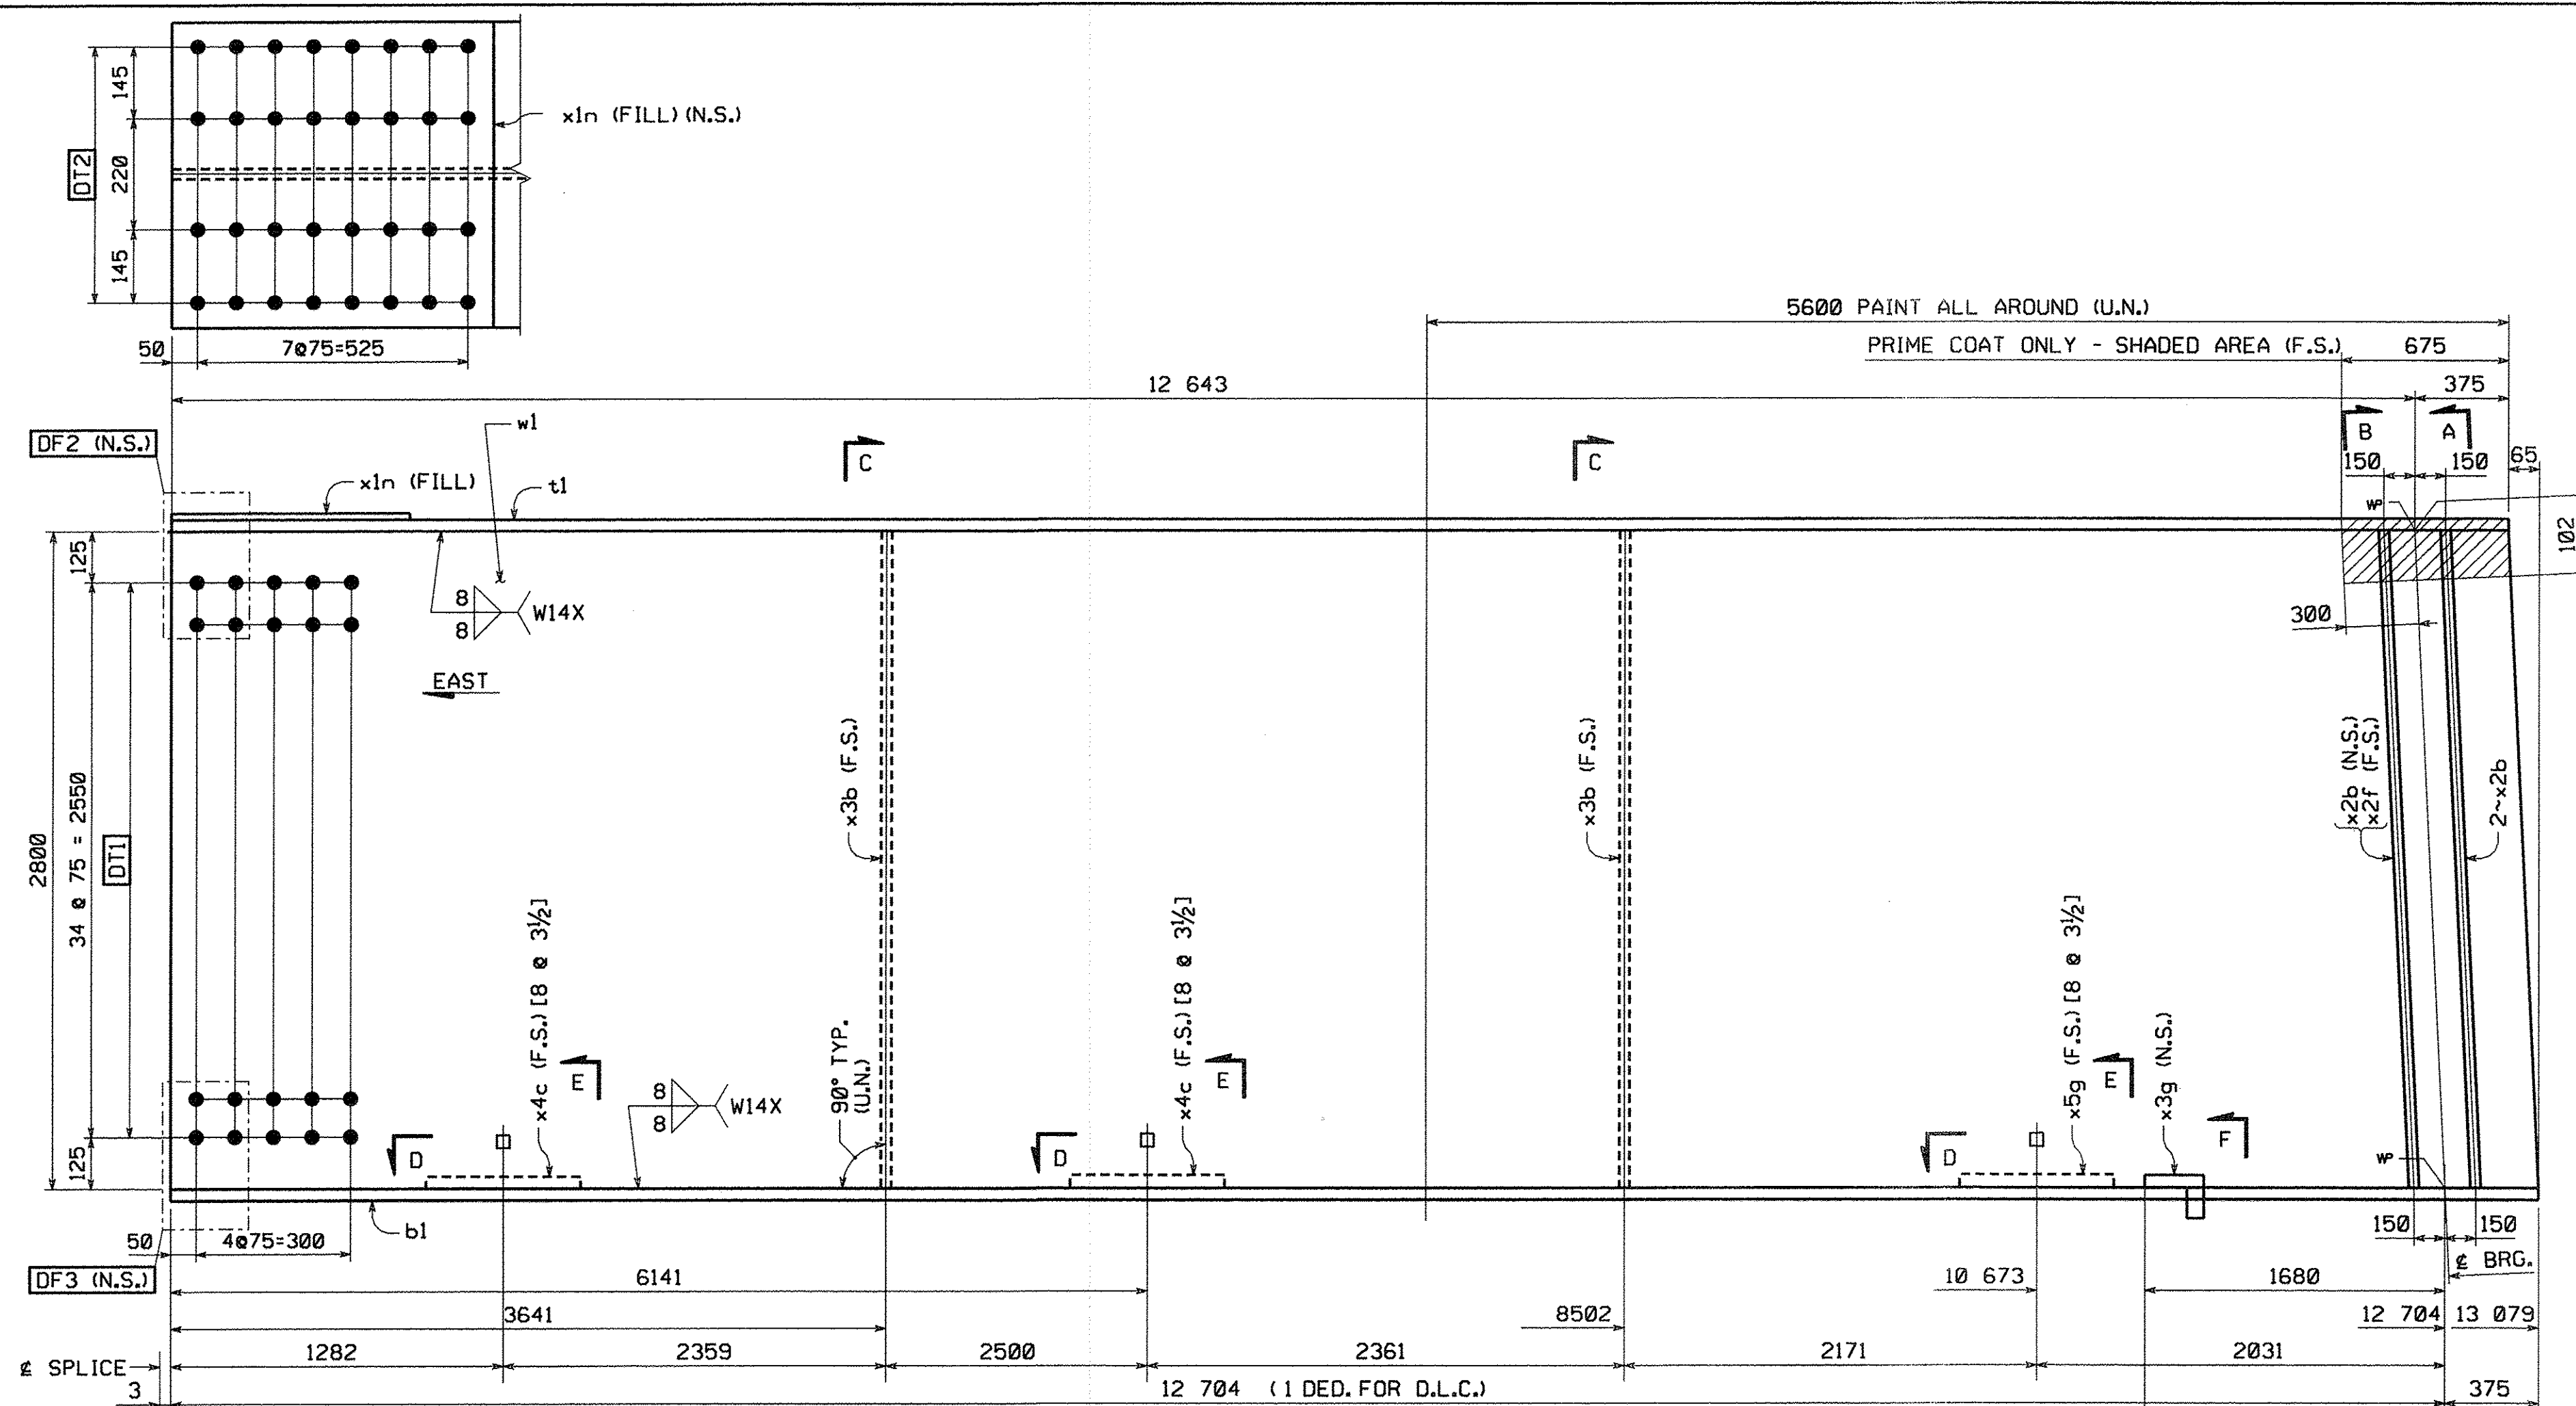 145
220
145
DT2
x1n (FILL) (N.S.)
50
7@75=525
5600 PAINT ALL AROUND (U.N.)
PRIME COAT ONLY - SHADED AREA (F.S.)
675
12 643
375
DF2 (N.S.)
w1
C
C
B
A
150
150
65
x1n (FILL)
t1
WP
102
125
8
8
W14X
300
EAST
x3b (F.S.)
x3b (F.S.)
x2b (N.S.)
x2f (F.S.)
2~x2b
2800
34 @ 75 = 2550
DT1
x4c (F.S.) [8 @ 3½]
x4c (F.S.) [8 @ 3½]
x5g (F.S.) [8 @ 3½]
x3g (N.S.)
E
8
8
W14X
90° TYP.
(U.N.)
E
E
F
125
D
D
D
WP
b1
50
4@75=300
150
150
DF3 (N.S.)
6141
10 673
1680
℄ BRG.
3641
8502
12 704
13 079
℄ SPLICE
1282
2359
2500
2361
2171
2031
3
12 704 (1 DED. FOR D.L.C.)
375